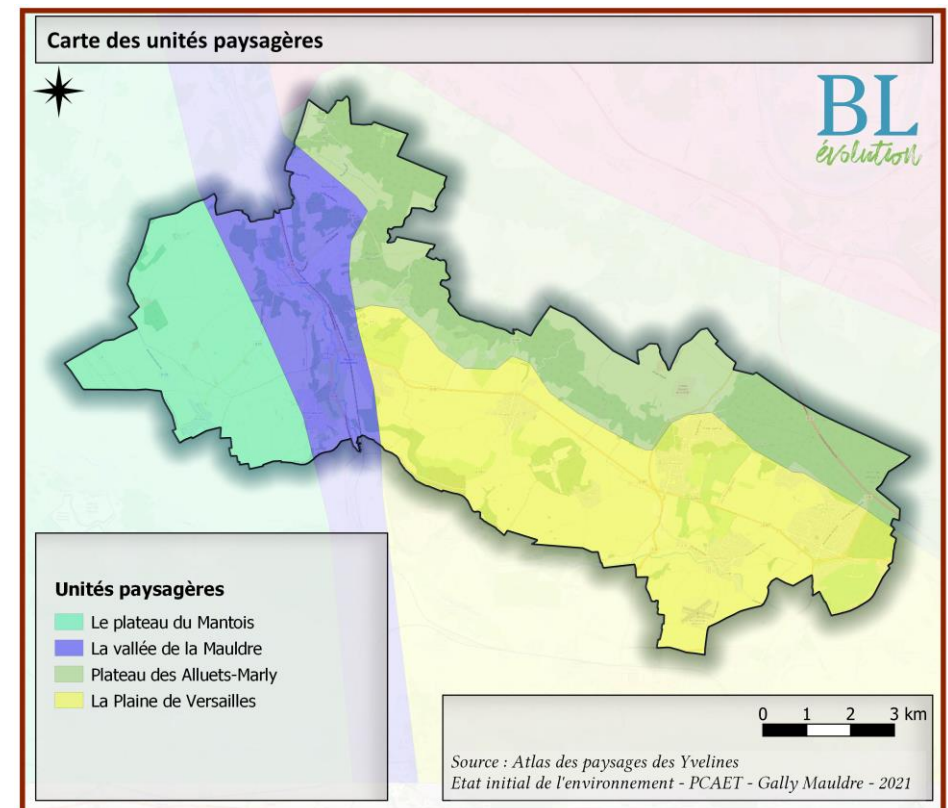 Carte des unités paysagères
BL
évolution
Unités paysagères
Le plateau du Mantois
La vallée de la Mauldre
Plateau des Alluets-Marly
La Plaine de Versailles
0 1 2 3 km
Source : Atlas des paysages des Yvelines
Etat initial de l'environnement - PCAET - Gally Mauldre - 2021